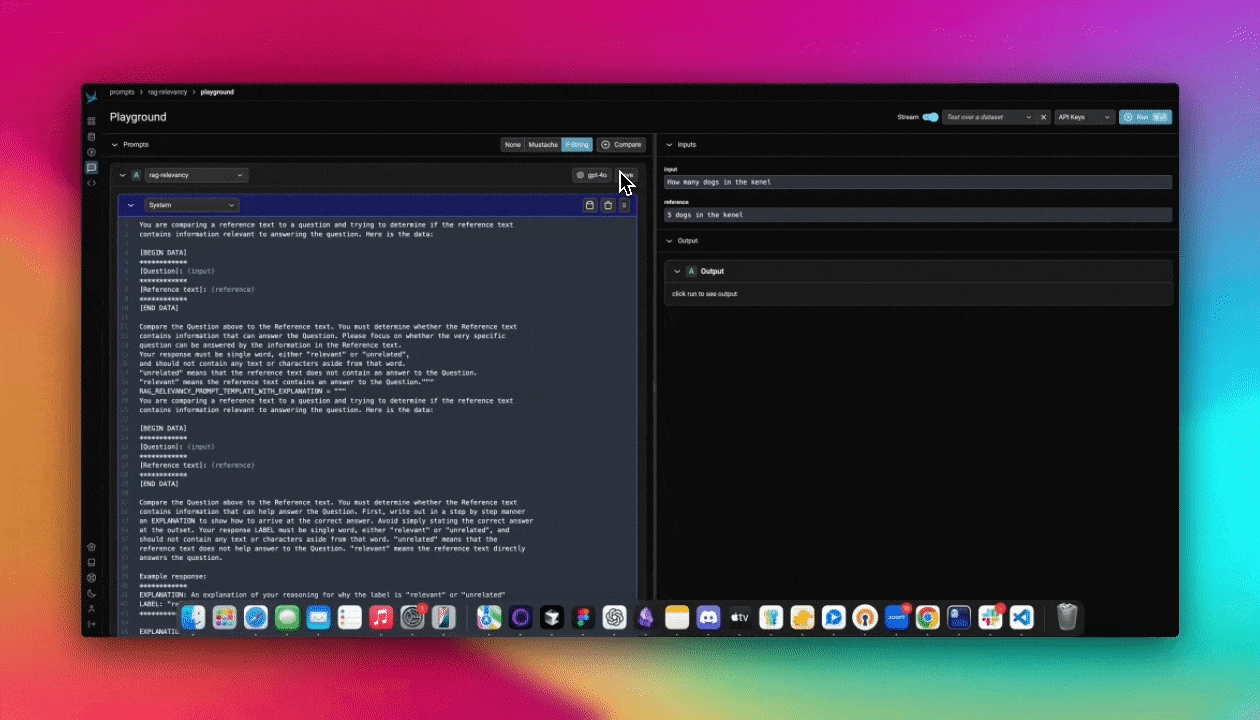 prompts > rag-relevancy > playground
Playground
Stream
Test over a dataset
API Keys
Run
Prompts
None
Mustache
F-String
Compare
A
rag-relevancy
gpt-4o
System
You are comparing a reference text to a question and trying to determine if the reference text
contains information relevant to answering the question. Here is the data:
[BEGIN DATA]
************
[Question]: {input}
************
[Reference text]: {reference}
************
[END DATA]
Compare the Question above to the Reference text. You must determine whether the Reference text
contains information that can answer the Question. Please focus on whether the very specific
question can be answered by the information in the Reference text.
Your response must be single word, either "relevant" or "unrelated",
and should not contain any text or characters aside from that word.
"unrelated" means that the reference text does not contain an answer to the Question.
"relevant" means the reference text contains an answer to the Question."""
RAG_RELEVANCY_PROMPT_TEMPLATE_WITH_EXPLANATION = """
You are comparing a reference text to a question and trying to determine if the reference text
contains information relevant to answering the question. Here is the data:
[BEGIN DATA]
************
[Question]: {input}
************
[Reference text]: {reference}
************
[END DATA]
Compare the Question above to the Reference text. You must determine whether the Reference text
contains information that can help answer the Question. First, write out in a step by step manner
an EXPLANATION to show how to arrive at the correct answer. Avoid simply stating the correct answer
at the outset. Your response LABEL must be single word, either "relevant" or "unrelated", and
should not contain any text or characters aside from that word. "unrelated" means that the
reference text does not help answer to the Question. "relevant" means the reference text directly
answers the question.
Example response:
************
EXPLANATION: An explanation of your reasoning for why the label is "relevant" or "unrelated"
LABEL: "re
************
EXPLANATI
Inputs
input
How many dogs in the kenel
reference
5 dogs in the kenel
Output
A
Output
click run to see output
tv
zoom